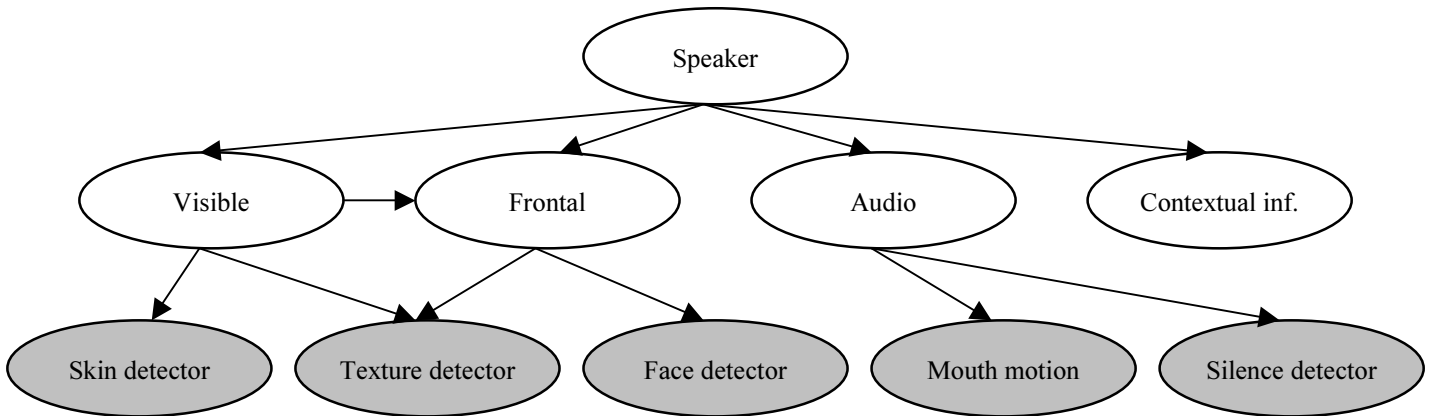 Speaker
Visible
Frontal
Audio
Contextual inf.
Skin detector
Texture detector
Face detector
Mouth motion
Silence detector